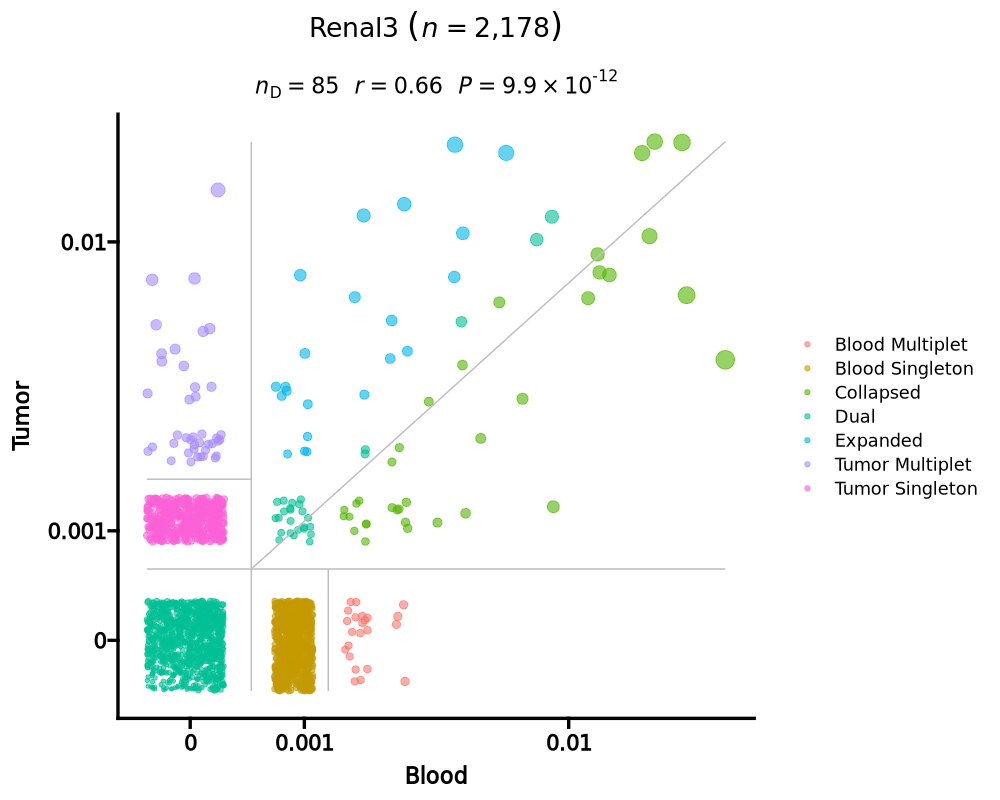 Renal3 (n = 2,178)
n_D = 85 r = 0.66 P = 9.9 × 10^-12
Tumor
0.01
0.001
0
0 0.001 0.01
Blood
Blood Multiplet
Blood Singleton
Collapsed
Dual
Expanded
Tumor Multiplet
Tumor Singleton